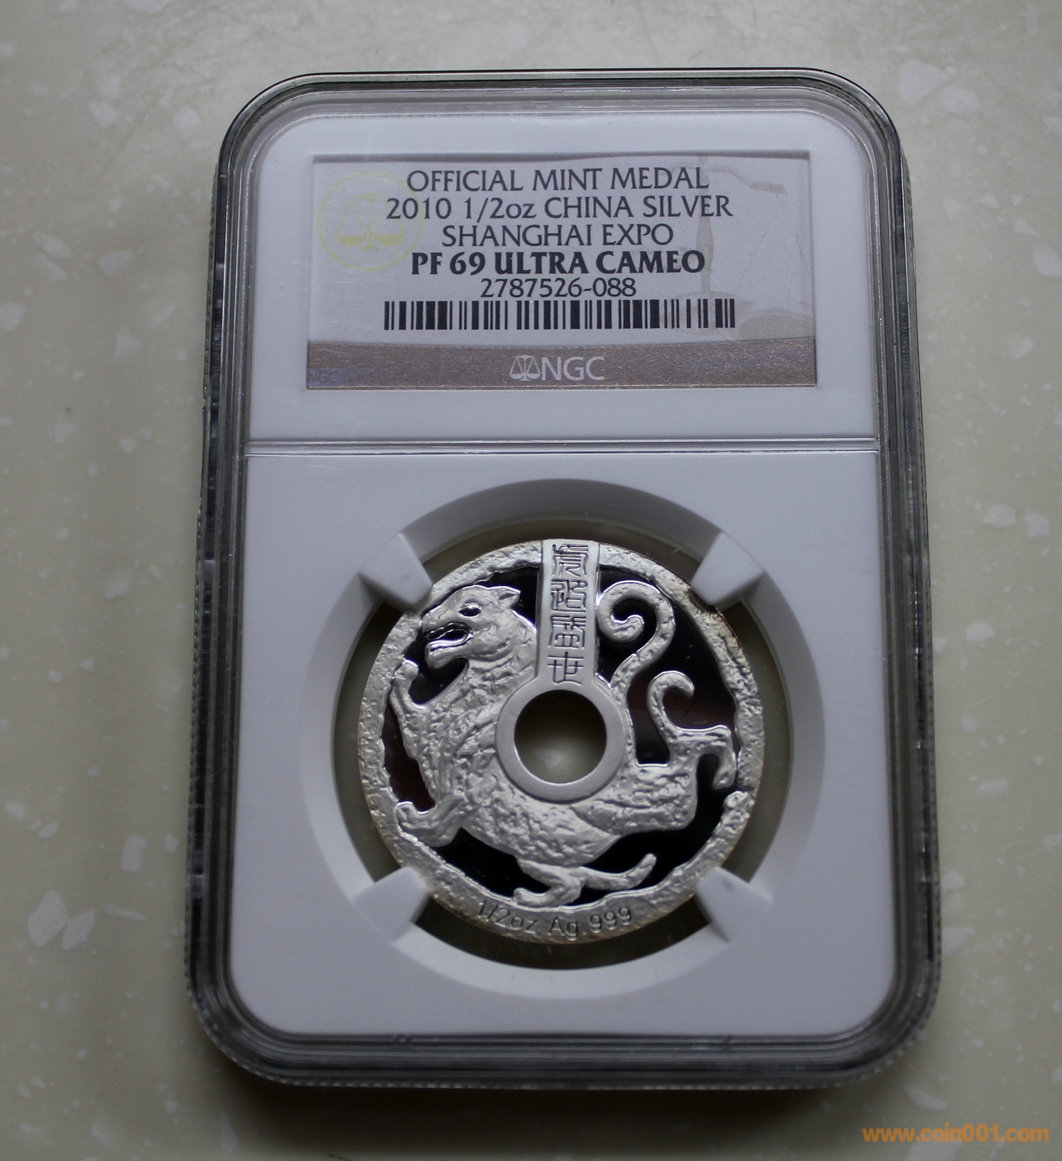 OFFICIAL MINT MEDAL
2010 1/2oz CHINA SILVER
SHANGHAI EXPO
PF 69 ULTRA CAMEO
2787526-088
NGC
世
1/2oz Ag.999
www.coin001.com